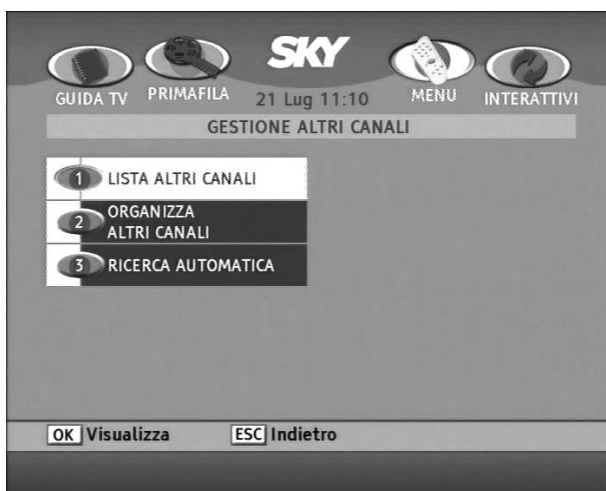 SKY
GUIDA TV
PRIMAFILA
21 Lug 11:10
MENU
INTERATTIVI
GESTIONE ALTRI CANALI
1 LISTA ALTRI CANALI
2 ORGANIZZA
ALTRI CANALI
3 RICERCA AUTOMATICA
OK Visualizza
ESC Indietro